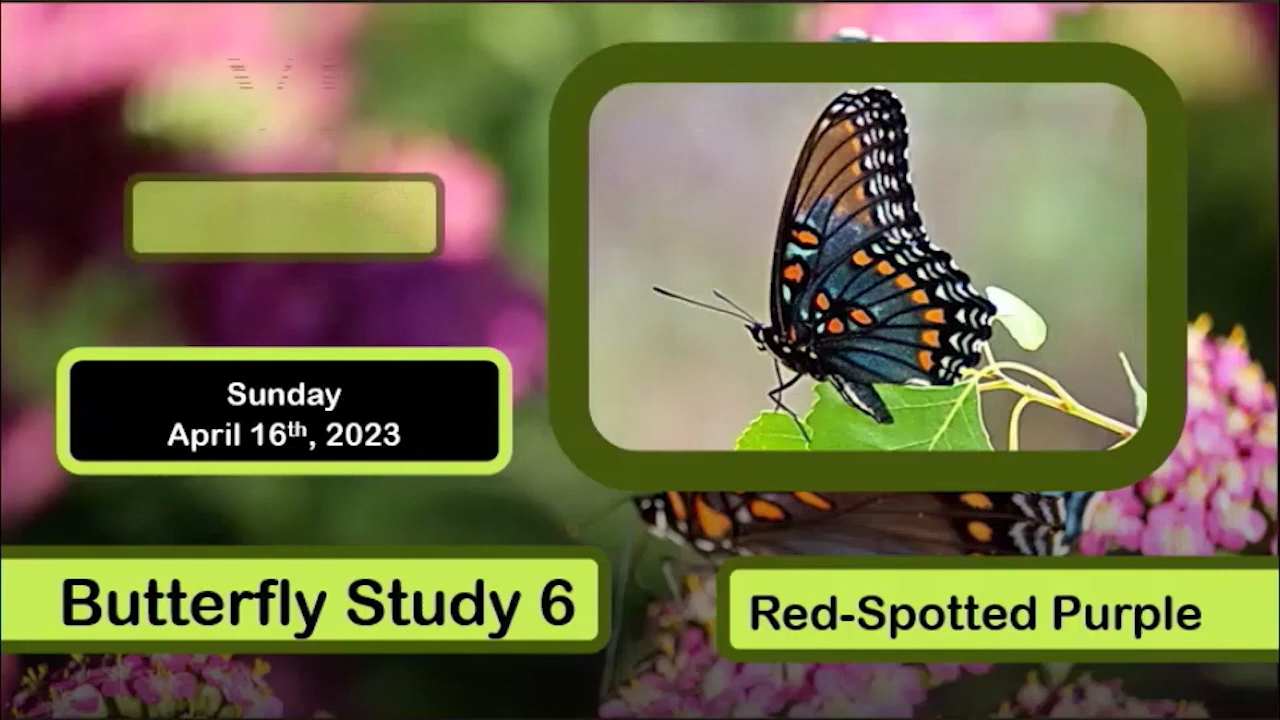 Sunday
April 16th, 2023
Butterfly Study 6
Red-Spotted Purple